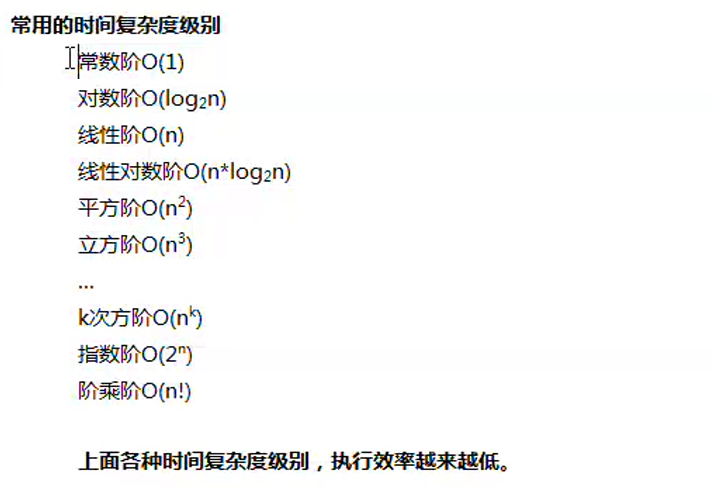 常用的时间复杂度级别
常数阶O(1)
对数阶O(log₂n)
线性阶O(n)
线性对数阶O(n*log₂n)
平方阶O(n²)
立方阶O(n³)
...
k次方阶O(nᵏ)
指数阶O(2ⁿ)
阶乘阶O(n!)
上面各种时间复杂度级别，执行效率越来越低。